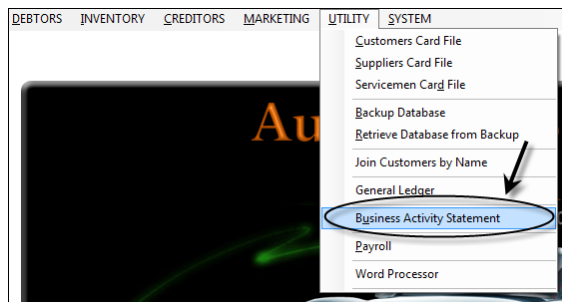 DEBTORS INVENTORY CREDITORS MARKETING UTILITY SYSTEM
Customers Card File
Suppliers Card File
Servicemen Card File
Backup Database
Au
Retrieve Database from Backup
Join Customers by Name
General Ledger
Business Activity Statement
Payroll
Word Processor